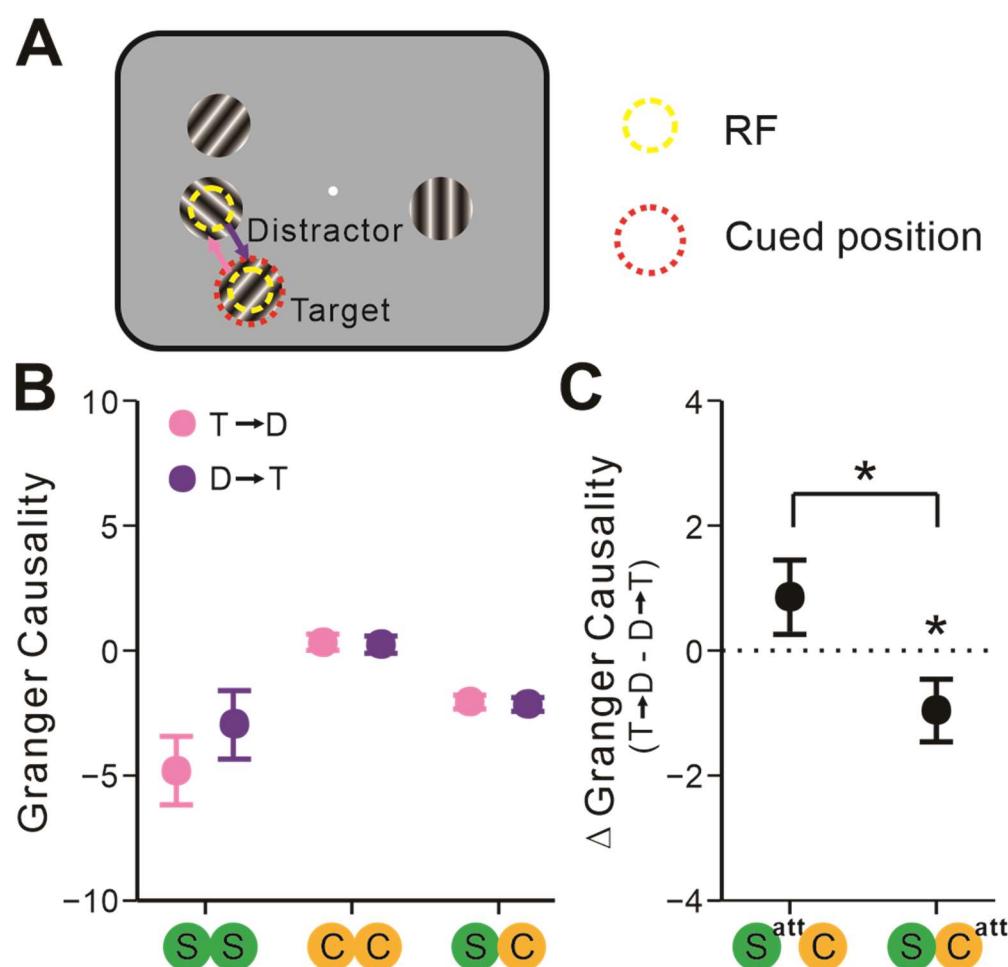 A
RF
Distractor
Cued position
Target
B
C
10
5
0
−5
−10
Granger Causality
T→D
D→T
S S
C C
S C
4
2
0
−2
−4
Δ Granger Causality
(T→D - D→T)
*
*
S att C
S C att